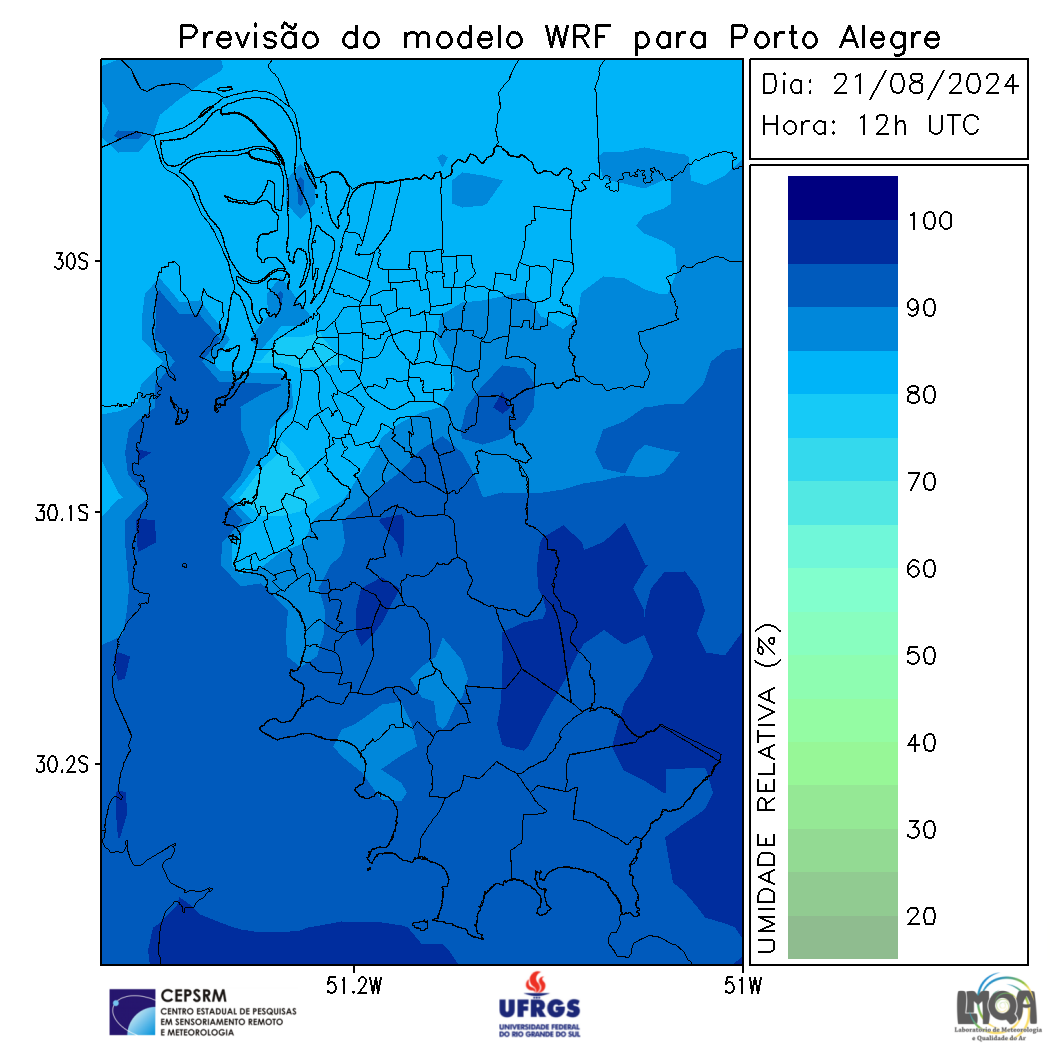 Previsão do modelo WRF para Porto Alegre
Dia: 21/08/2024
Hora: 12h UTC
30S
30.1S
30.2S
51.2W
51W
100
90
80
70
60
50
40
30
20
UMIDADE RELATIVA (%)
CEPSRM
CENTRO ESTADUAL DE PESQUISAS
EM SENSORIAMENTO REMOTO
E METEOROLOGIA
UFRGS
UNIVERSIDADE FEDERAL
DO RIO GRANDE DO SUL
LMQA
Laboratório de Meteorologia
e Qualidade do Ar